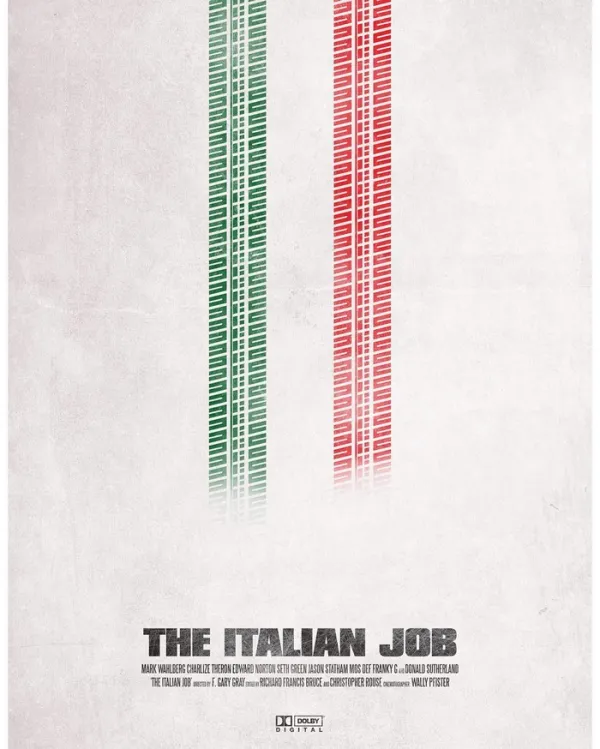 THE ITALIAN JOB
MARK WAHLBERG CHARLIZE THERON EDWARD NORTON SETH GREEN JASON STATHAM MOS DEF FRANKY G AND DONALD SUTHERLAND
'THE ITALIAN JOB' DIRECTED BY F. GARY GRAY EDITED BY RICHARD FRANCIS BRUCE AND CHRISTOPHER ROUSE CINEMATOGRAPHER WALLY PFISTER
DOLBY
DIGITAL